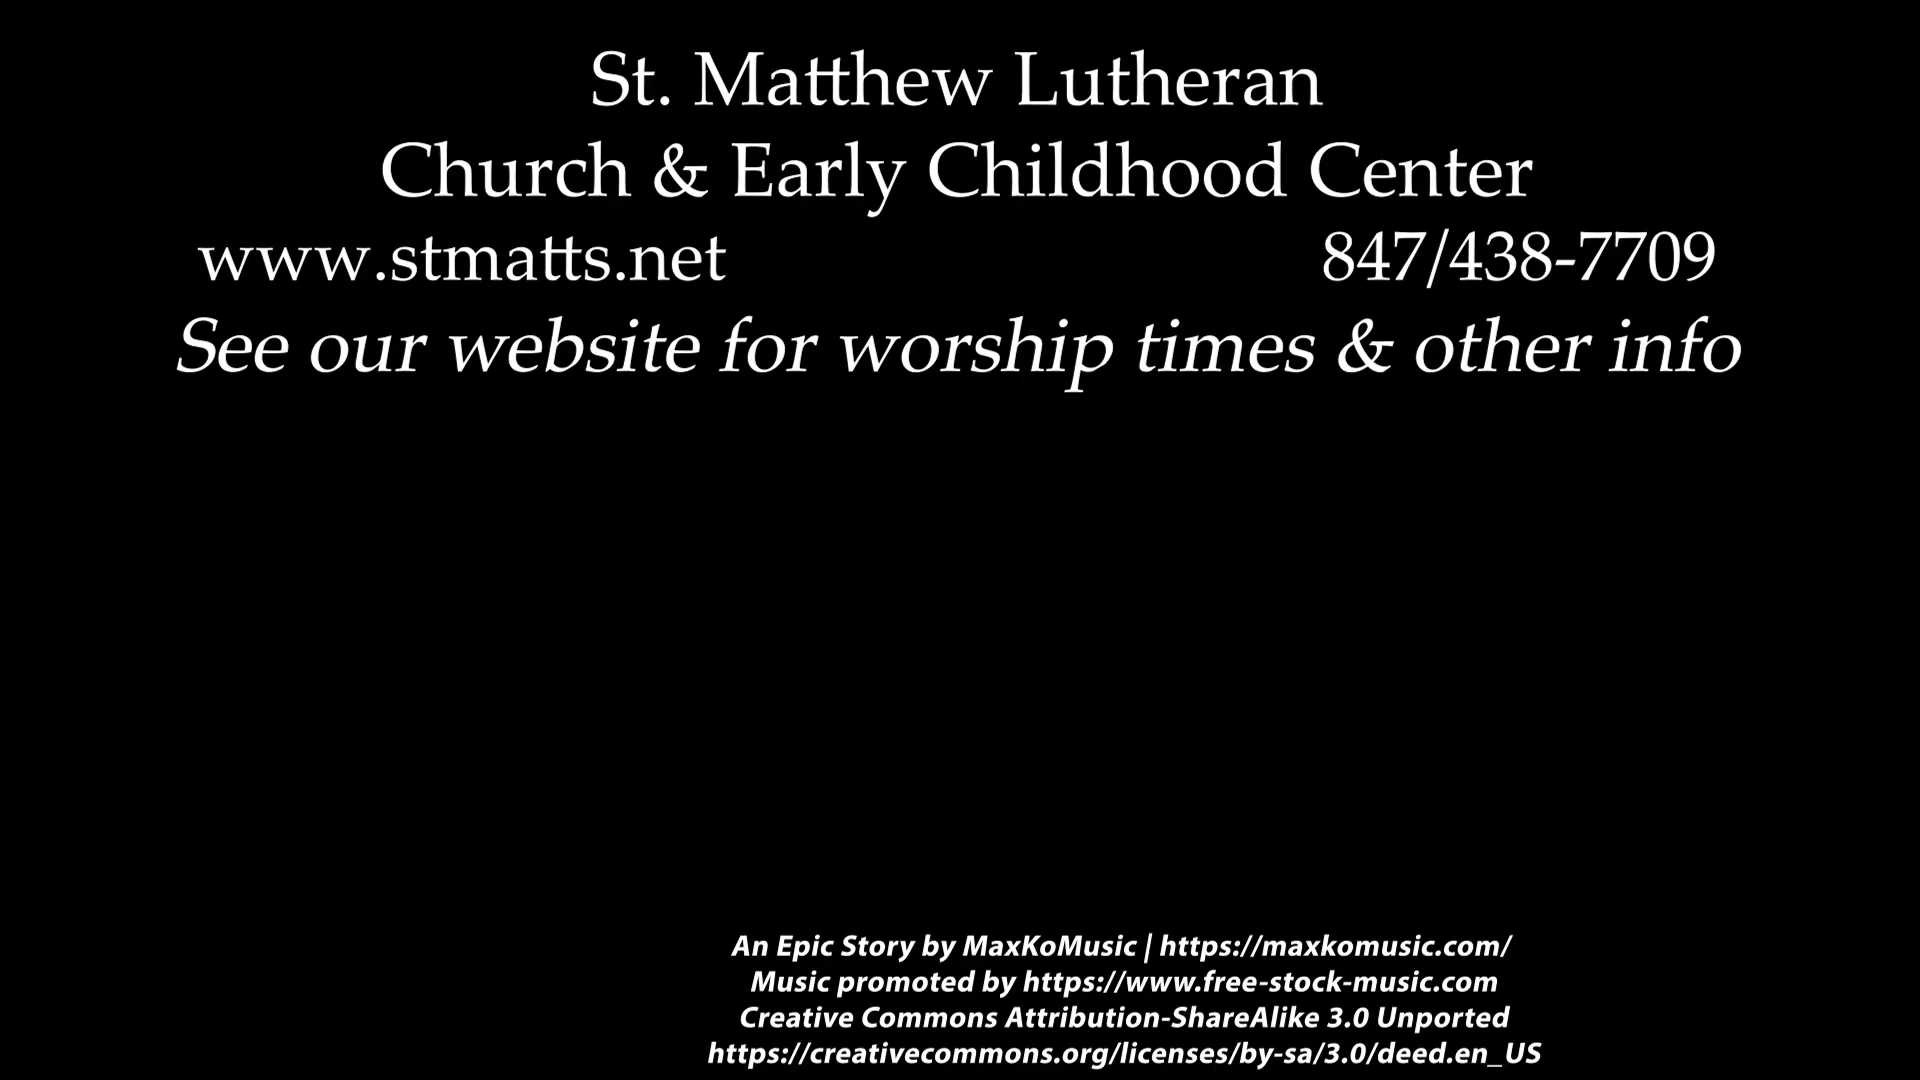 St. Matthew Lutheran
Church & Early Childhood Center
www.stmatts.net 847/438-7709
See our website for worship times & other info
An Epic Story by MaxKoMusic | https://maxkomusic.com/
Music promoted by https://www.free-stock-music.com
Creative Commons Attribution-ShareAlike 3.0 Unported
https://creativecommons.org/licenses/by-sa/3.0/deed.en_US